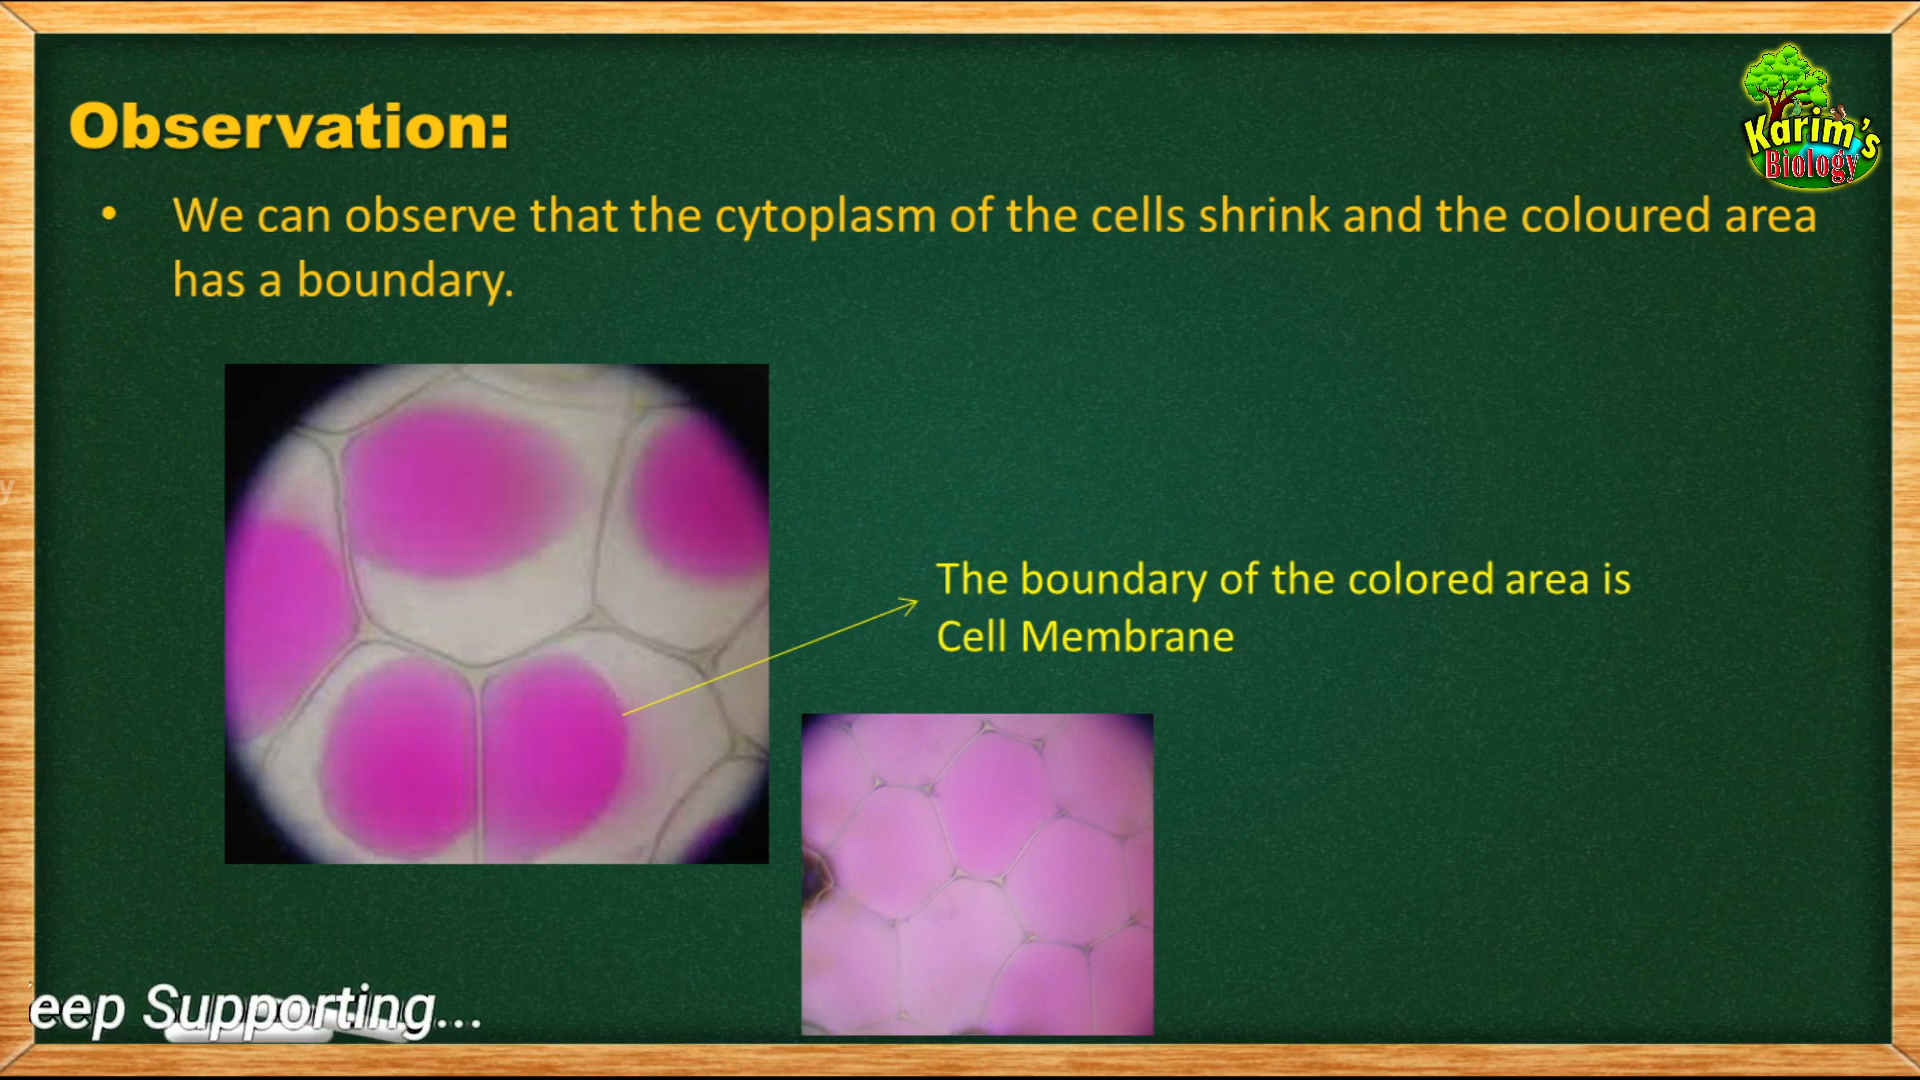 Karim's
Biology
Observation:
• We can observe that the cytoplasm of the cells shrink and the coloured area
has a boundary.
y
The boundary of the colored area is
Cell Membrane
eep Supporting...